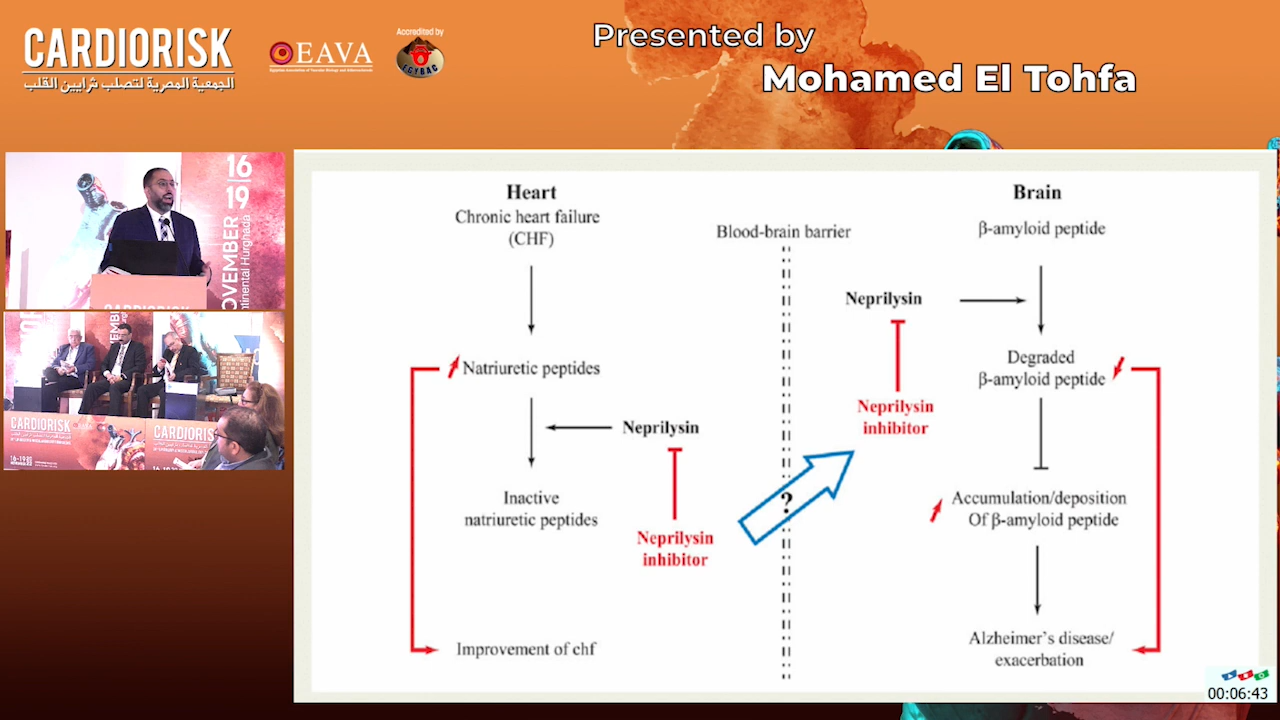 CARDIORISK
الجمعية المصرية لتصلب شرايين القلب
EAVA
Accredited by
EGYBAC
Presented by
Mohamed El Tohfa
16
19
NOVEMBER
Heart
Chronic heart failure
(CHF)
Natriuretic peptides
Neprilysin
Inactive
natriuretic peptides
Neprilysin
inhibitor
Improvement of chf
Blood-brain barrier
?
Brain
β-amyloid peptide
Neprilysin
Degraded
β-amyloid peptide
Neprilysin
inhibitor
Accumulation/deposition
Of β-amyloid peptide
Alzheimer's disease/
exacerbation
CARDIORISK
CARDIORIS
00:06:43